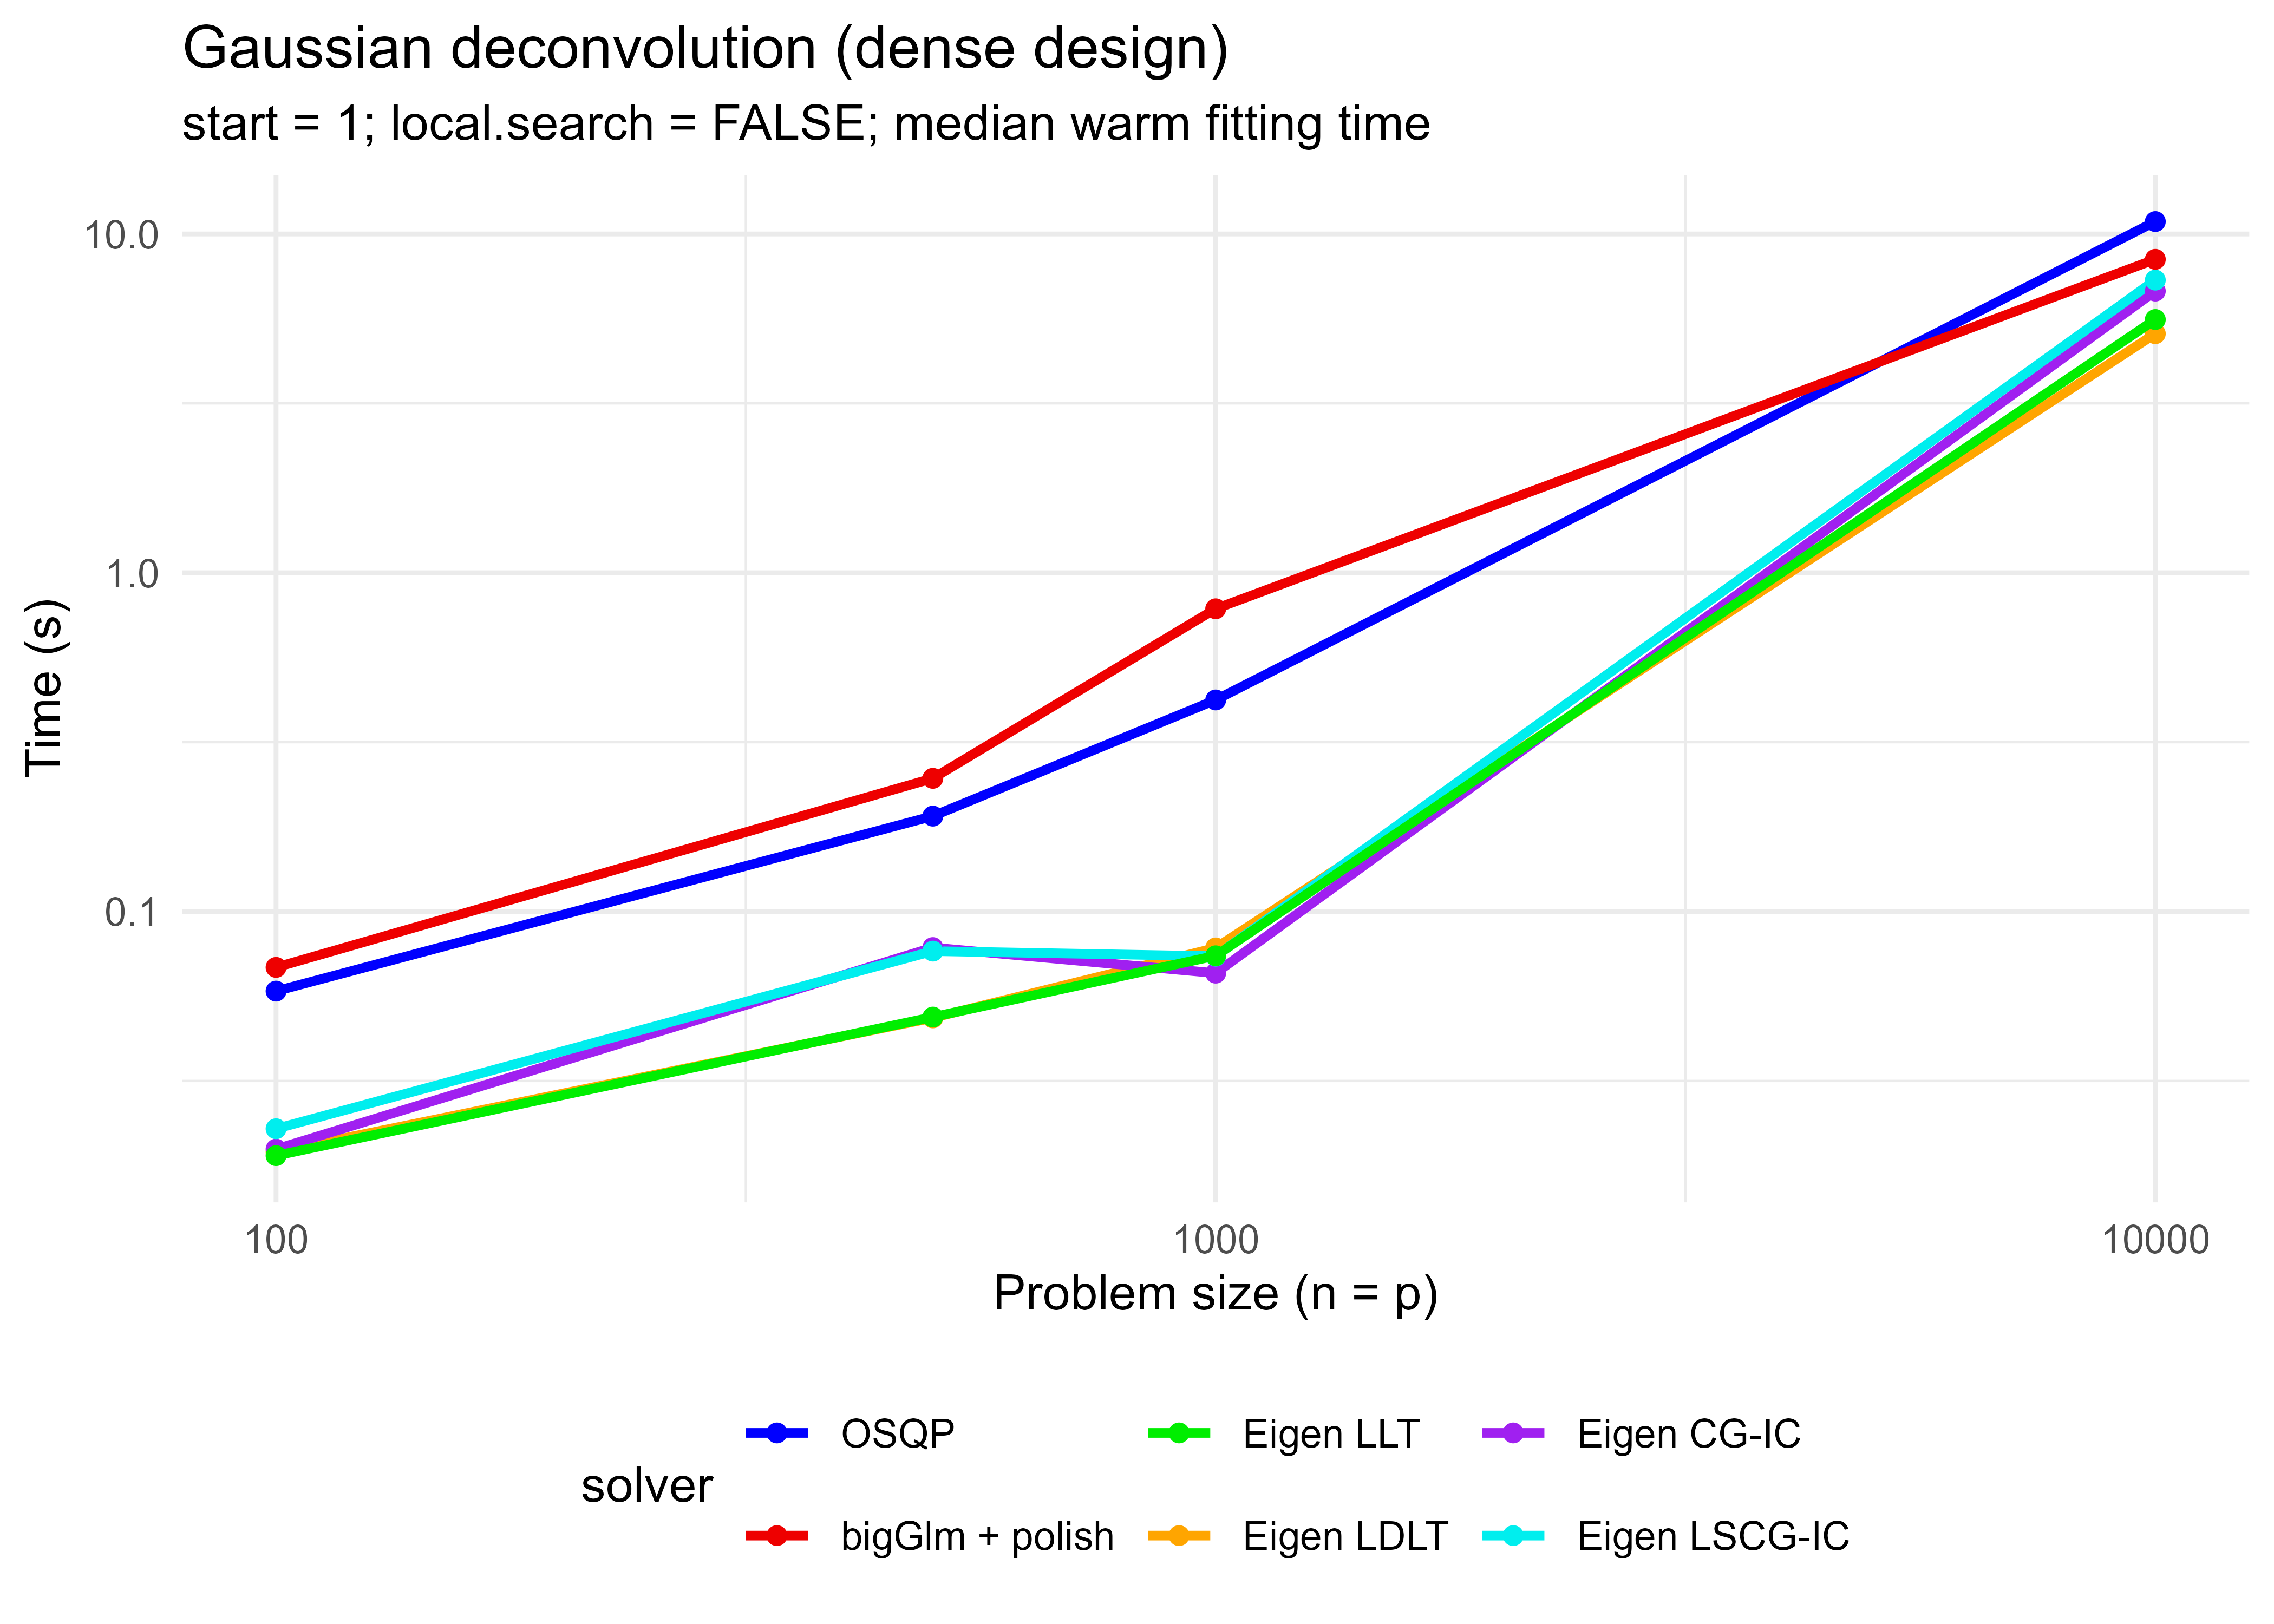 Gaussian deconvolution (dense design)
start = 1; local.search = FALSE; median warm fitting time
10.0
1.0
0.1
Time (s)
100 1000 10000
Problem size (n = p)
solver
OSQP Eigen LLT Eigen CG-IC
bigGlm + polish Eigen LDLT Eigen LSCG-IC